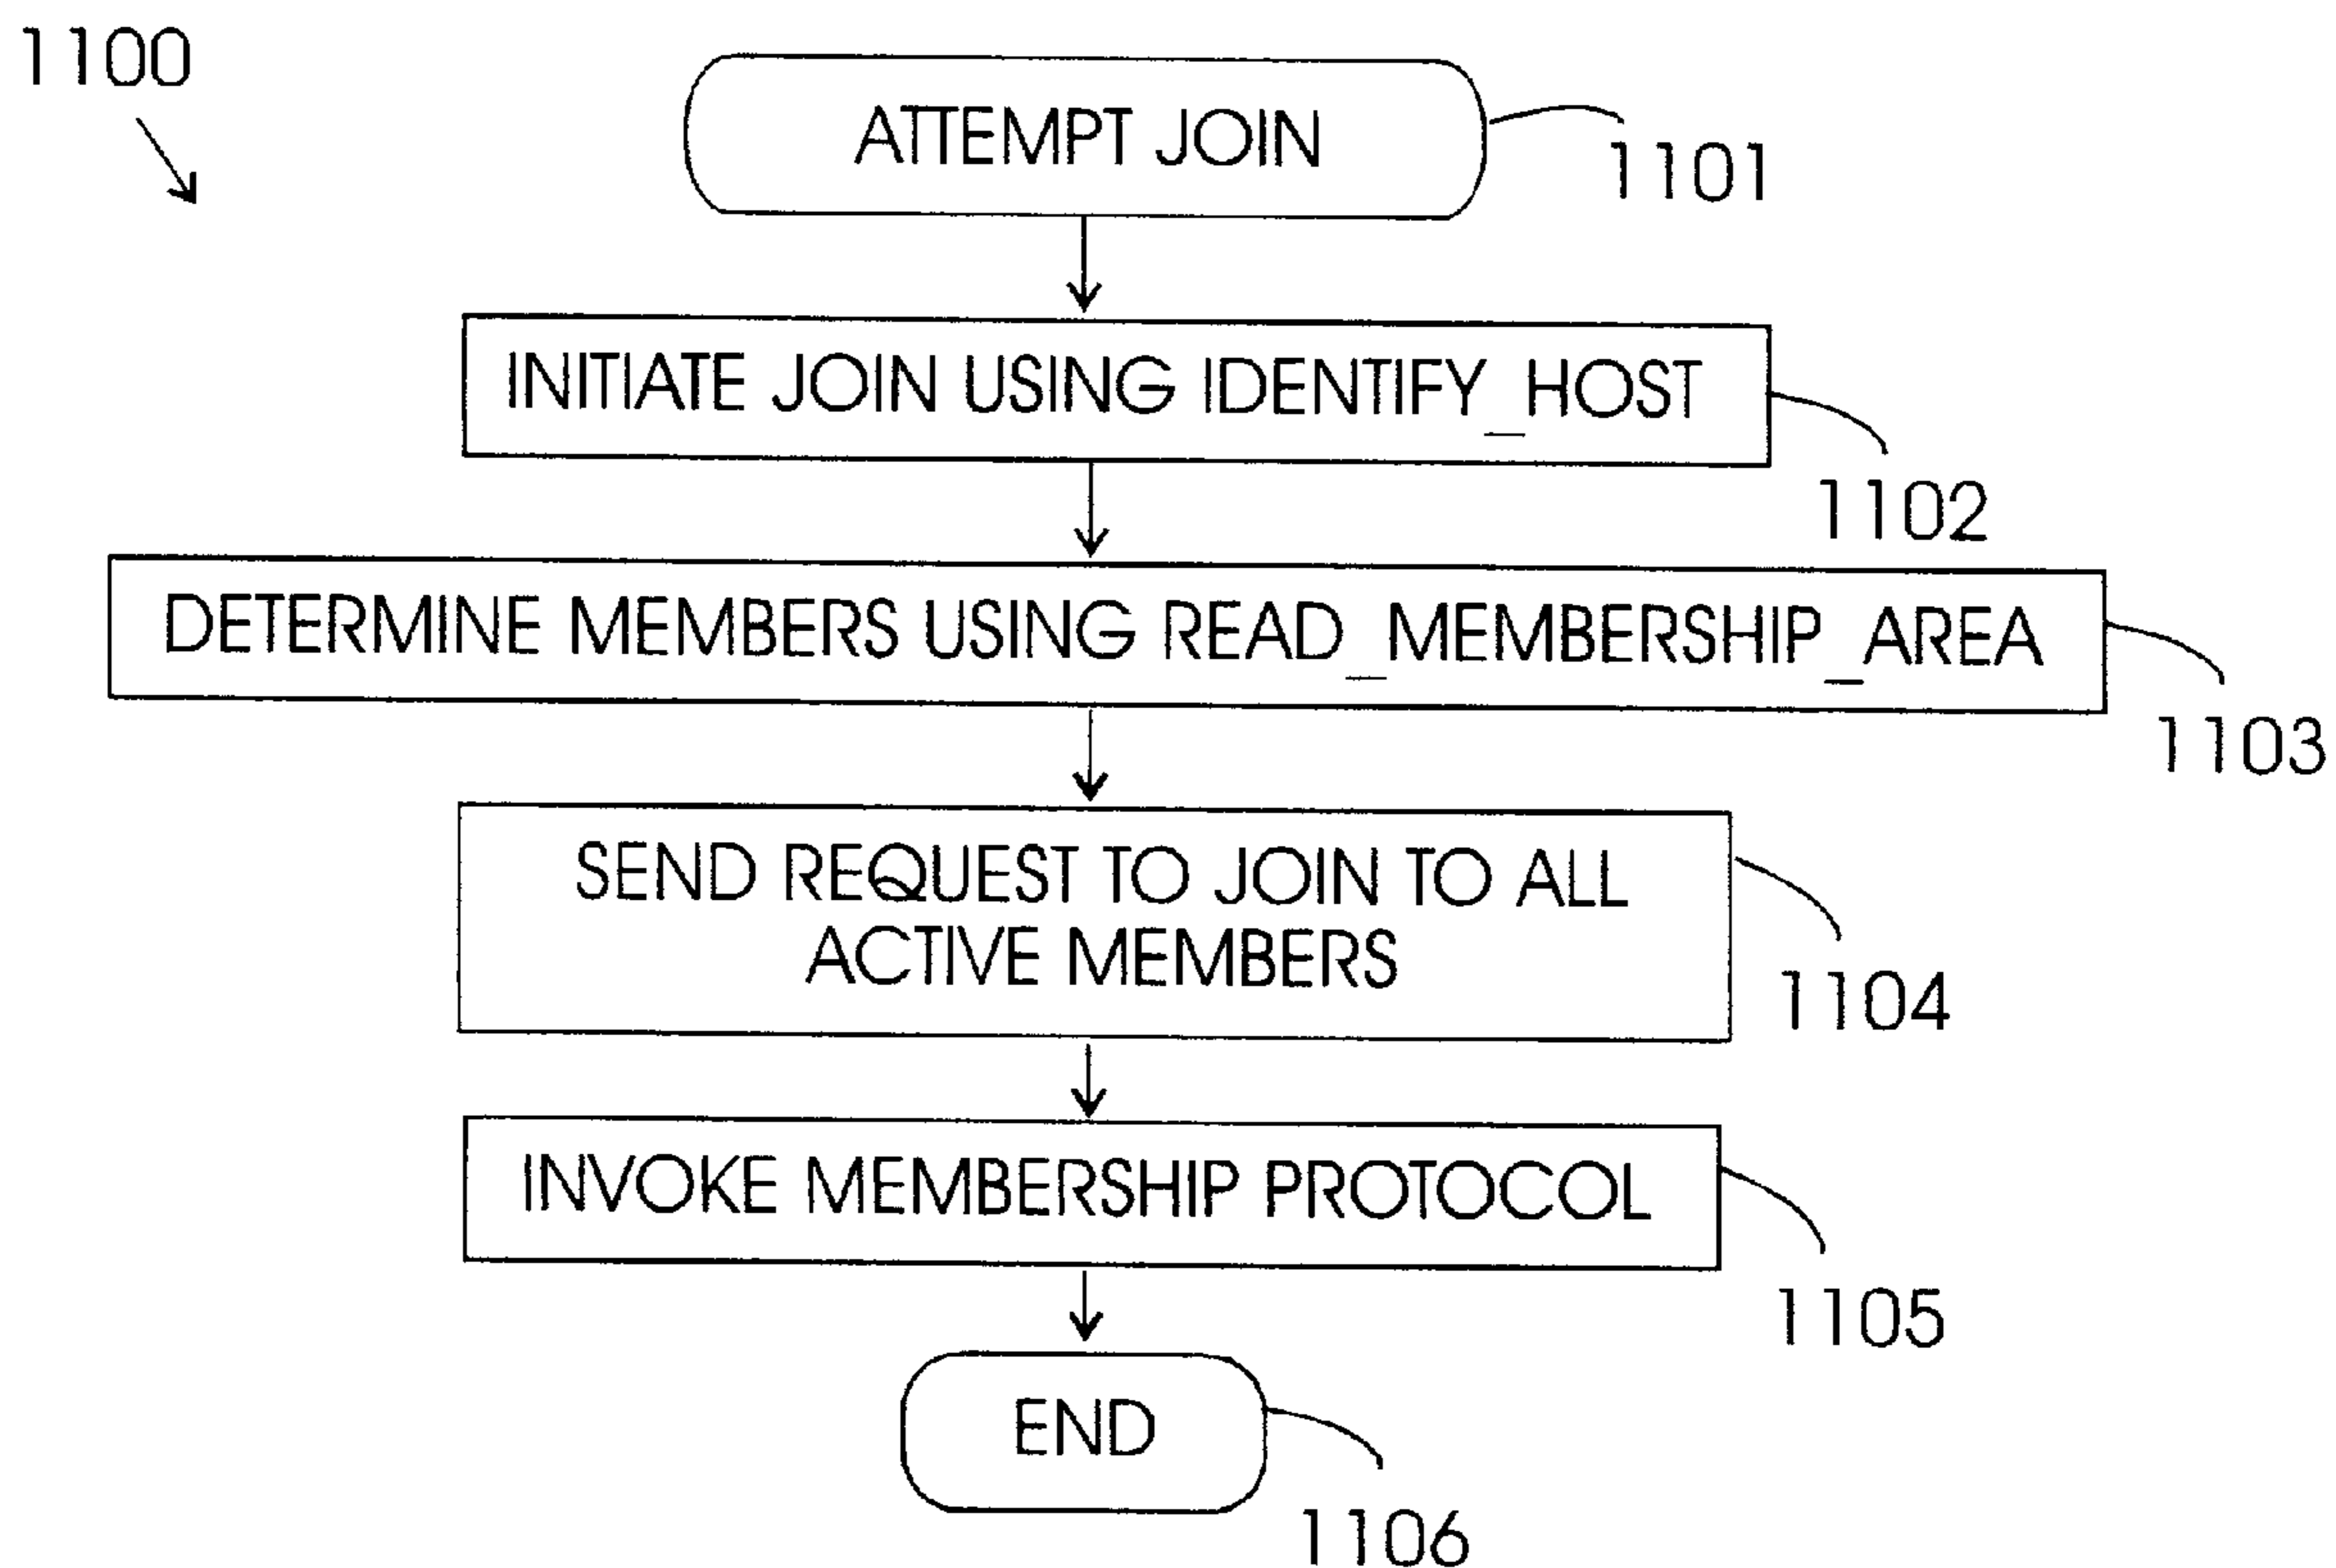 1100
ATTEMPT JOIN
1101
INITIATE JOIN USING IDENTIFY_HOST
1102
DETERMINE MEMBERS USING READ_MEMBERSHIP_AREA
1103
SEND REQUEST TO JOIN TO ALL
ACTIVE MEMBERS
1104
INVOKE MEMBERSHIP PROTOCOL
1105
END
1106